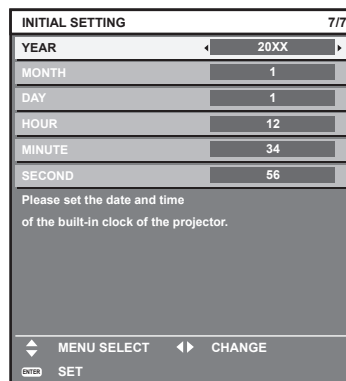 INITIAL SETTING 7/7
YEAR 20XX
MONTH 1
DAY 1
HOUR 12
MINUTE 34
SECOND 56
Please set the date and time
of the built-in clock of the projector.
MENU SELECT CHANGE
ENTER SET